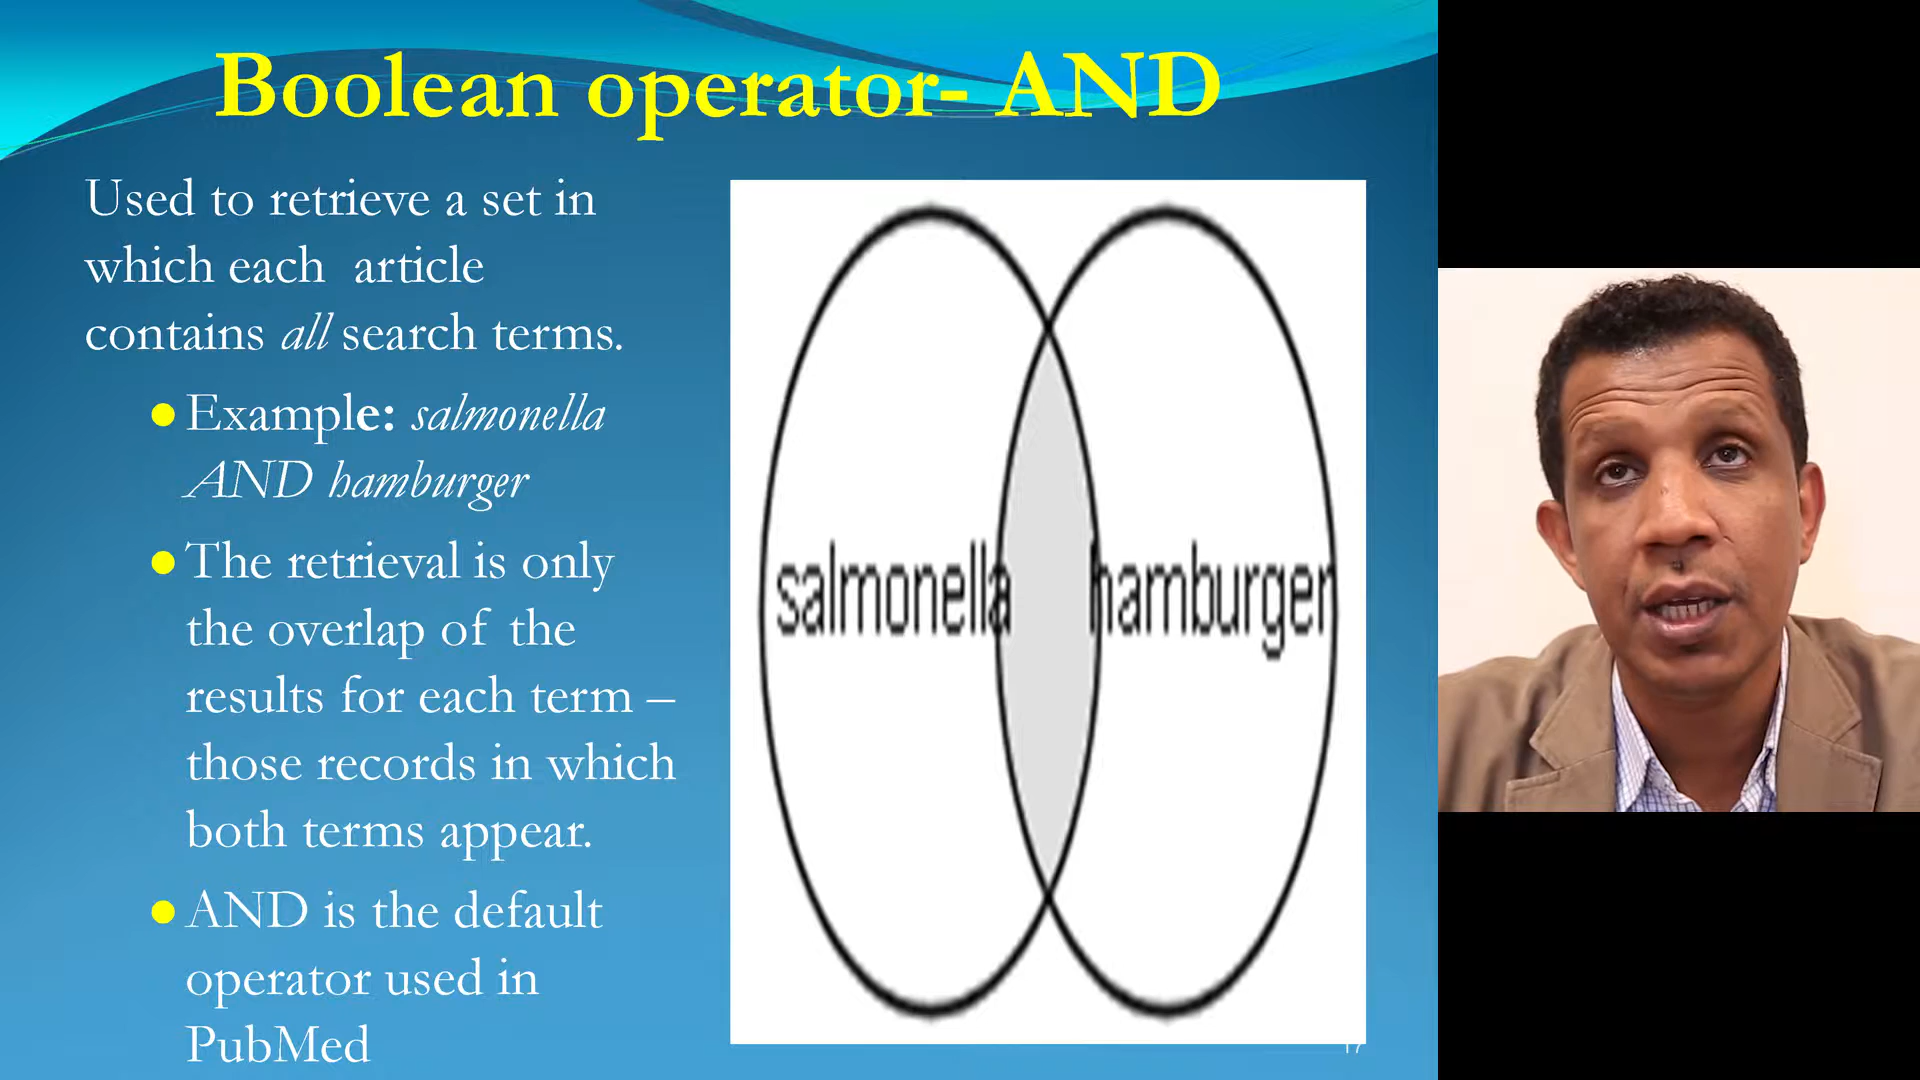 Boolean operator- AND
Used to retrieve a set in
which each article
contains all search terms.
Example: salmonella
AND hamburger
The retrieval is only
the overlap of the
results for each term –
those records in which
both terms appear.
AND is the default
operator used in
PubMed
salmonella
hamburger
17